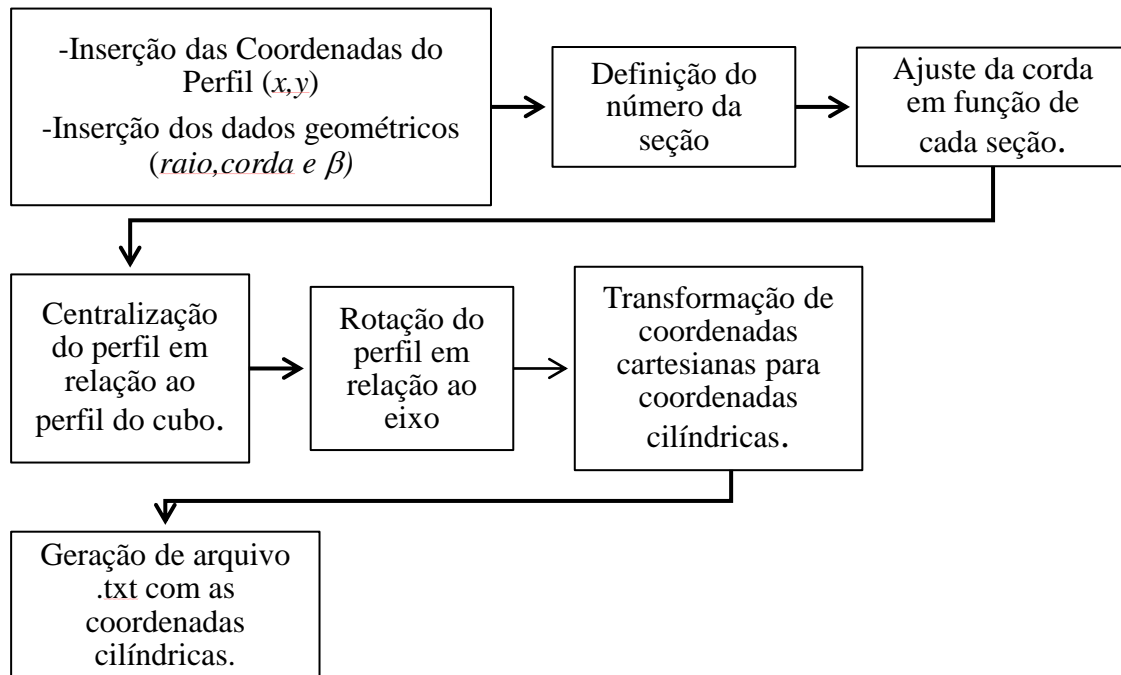 -Inserção das Coordenadas do
Perfil (x,y)
-Inserção dos dados geométricos
(raio,corda e β)
Definição do
número da
seção
Ajuste da corda
em função de
cada seção.
Centralização
do perfil em
relação ao
perfil do cubo.
Rotação do
perfil em
relação ao
eixo
Transformação de
coordenadas
cartesianas para
coordenadas
cilíndricas.
Geração de arquivo
.txt com as
coordenadas
cilíndricas.